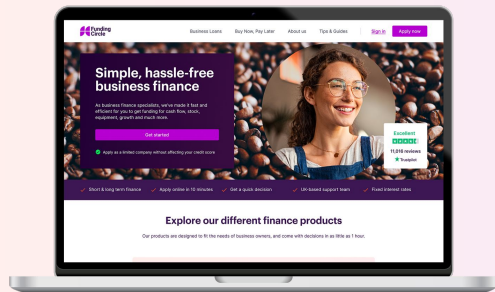 Funding
Circle
Business Loans Buy Now, Pay Later About us Tips & Guides Sign in Apply now
Simple, hassle-free
business finance
As business finance specialists, we've made it fast and
efficient for you to get funding for cash flow, stock,
equipment, growth and much more.
Get started
Apply as a limited company without affecting your credit score
Excellent
11,016 reviews
Trustpilot
Short & long term finance Apply online in 10 minutes Get a quick decision UK-based support team Fixed interest rates
Explore our different finance products
Our products are designed to fit the needs of business owners, and come with decisions in as little as 1 hour.